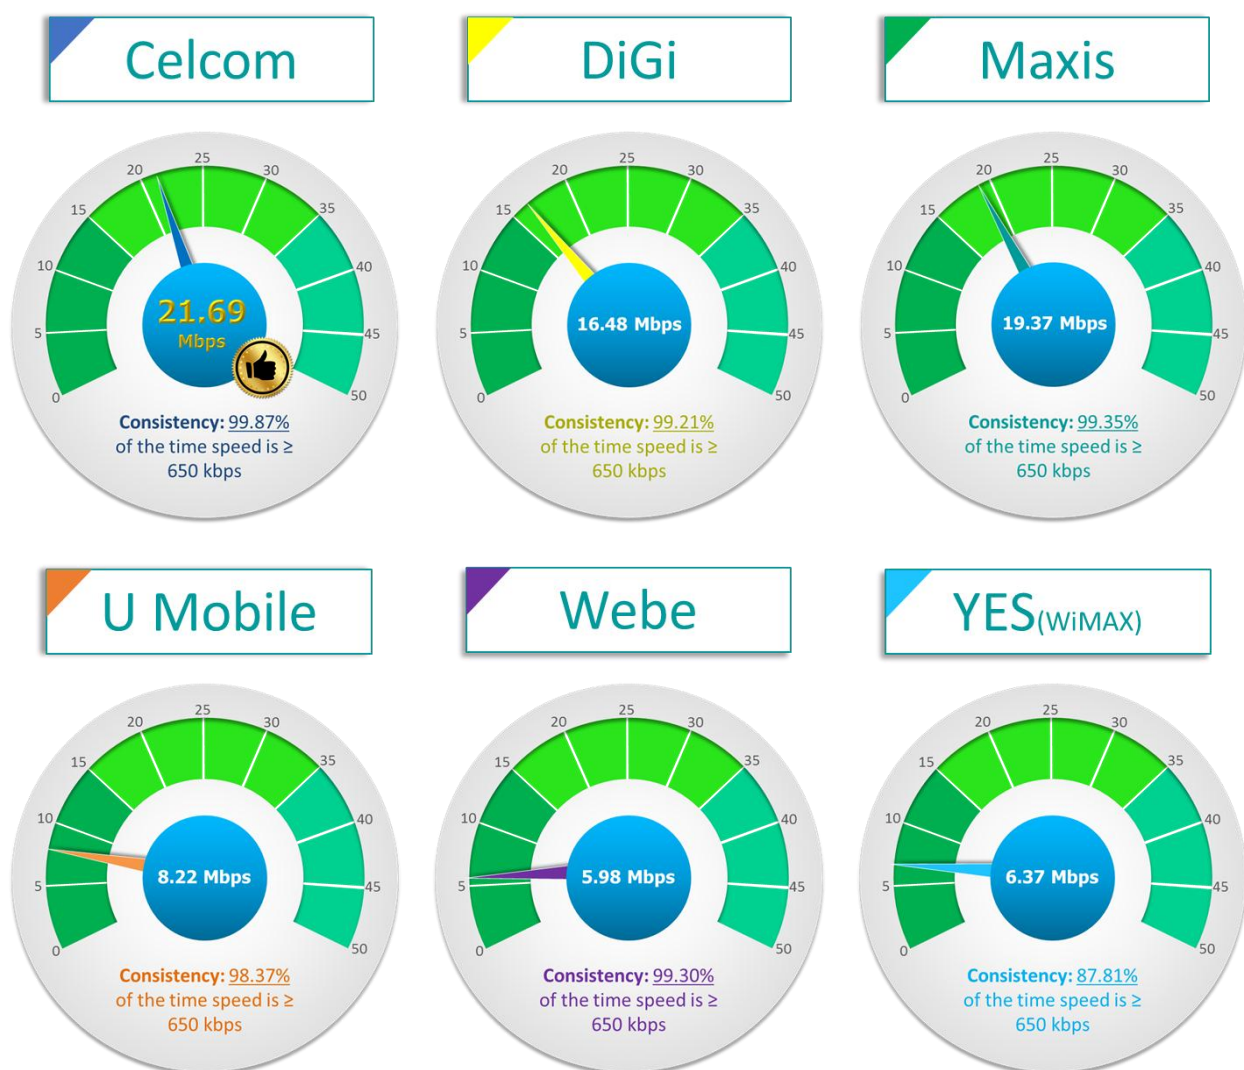 Celcom
DiGi
Maxis
0
5
10
15
20
25
30
35
40
45
50
21.69
Mbps
Consistency: 99.87%
of the time speed is ≥
650 kbps
0
5
10
15
20
25
30
35
40
45
50
16.48 Mbps
Consistency: 99.21%
of the time speed is ≥
650 kbps
0
5
10
15
20
25
30
35
40
45
50
19.37 Mbps
Consistency: 99.35%
of the time speed is ≥
650 kbps
U Mobile
Webe
YES(WiMAX)
0
5
10
15
20
25
30
35
40
45
50
8.22 Mbps
Consistency: 98.37%
of the time speed is ≥
650 kbps
0
5
10
15
20
25
30
35
40
45
50
5.98 Mbps
Consistency: 99.30%
of the time speed is ≥
650 kbps
0
5
10
15
20
25
30
35
40
45
50
6.37 Mbps
Consistency: 87.81%
of the time speed is ≥
650 kbps